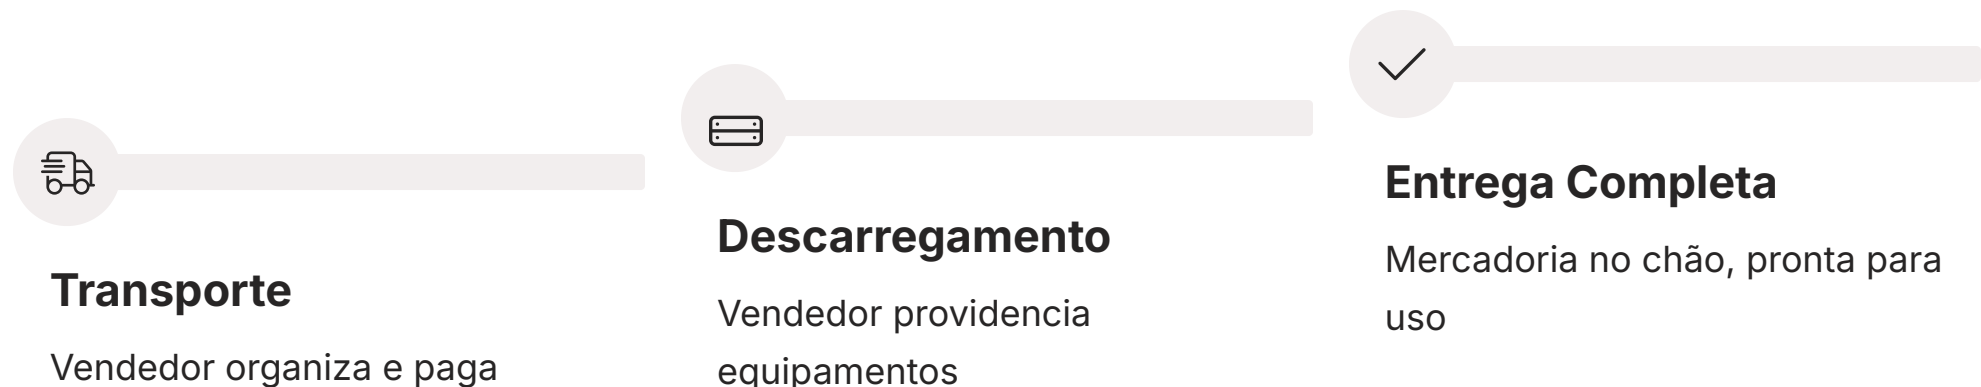 Transporte
Vendedor organiza e paga
Descarregamento
Vendedor providencia
equipamentos
Entrega Completa
Mercadoria no chão, pronta para
uso